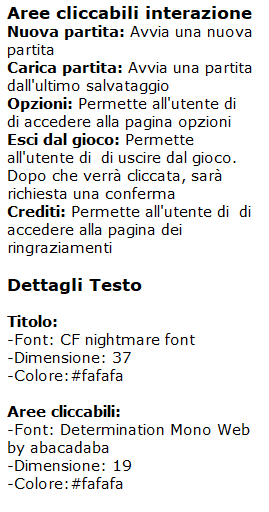 Aree cliccabili interazione
Nuova partita: Avvia una nuova
partita
Carica partita: Avvia una partita
dall'ultimo salvataggio
Opzioni: Permette all'utente di
di accedere alla pagina opzioni
Esci dal gioco: Permette
all'utente di  di uscire dal gioco.
Dopo che verrà cliccata, sarà
richiesta una conferma
Crediti: Permette all'utente di  di
accedere alla pagina dei
ringraziamenti
Dettagli Testo
Titolo:
-Font: CF nightmare font
-Dimensione: 37
-Colore:#fafafa
Aree cliccabili:
-Font: Determination Mono Web
by abacadaba
-Dimensione: 19
-Colore:#fafafa